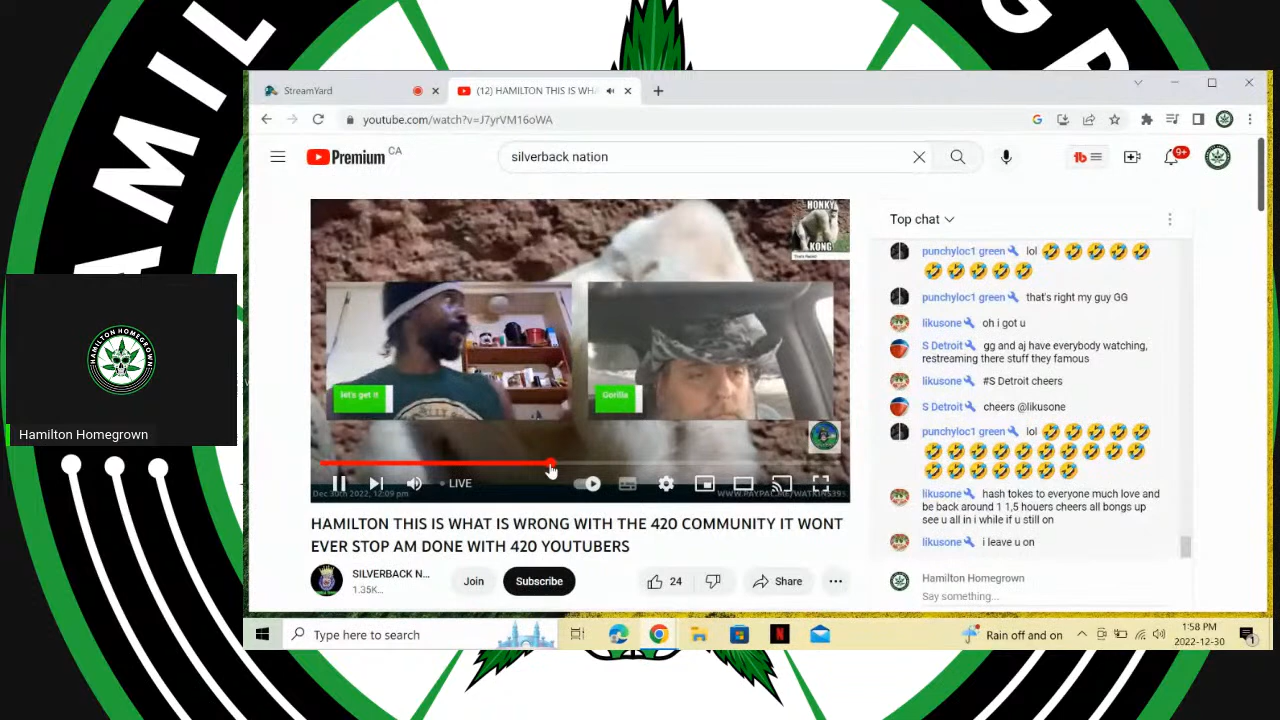 AMIL
GR
StreamYard
(12) HAMILTON THIS IS WH
youtube.com/watch?v=J7yrVM16oWA
Premium CA
silverback nation
9+
HONKY
KONG
let's get it
Gorilla
LIVE
Dec 30th 2022, 12:09 pm
Top chat
punchyloc1 green lol 🤣🤣🤣🤣🤣
🤣🤣🤣🤣🤣
punchyloc1 green that's right my guy GG
likusone oh i got u
S Detroit gg and aj have everybody watching,
restreaming there stuff they famous
likusone #S Detroit cheers
S Detroit cheers @likusone
punchyloc1 green lol 🤣🤣🤣🤣🤣
🤣🤣🤣🤣🤣🤣🤣🤣🤣🤣
🤣🤣🤣🤣🤣🤣🤣
likusone hash tokes to everyone much love and
be back around 1 1,5 houers cheers all bongs up
see u all in i while if u still on
likusone i leave u on
Hamilton Homegrown
Say something...
HAMILTON THIS IS WHAT IS WRONG WITH THE 420 COMMUNITY IT WONT
EVER STOP AM DONE WITH 420 YOUTUBERS
SILVERBACK N...
1.35K...
Join
Subscribe
24
Share
HAMILTON HOMEGROWN
Hamilton Homegrown
Type here to search
Rain off and on
1:58 PM
2022-12-30
1